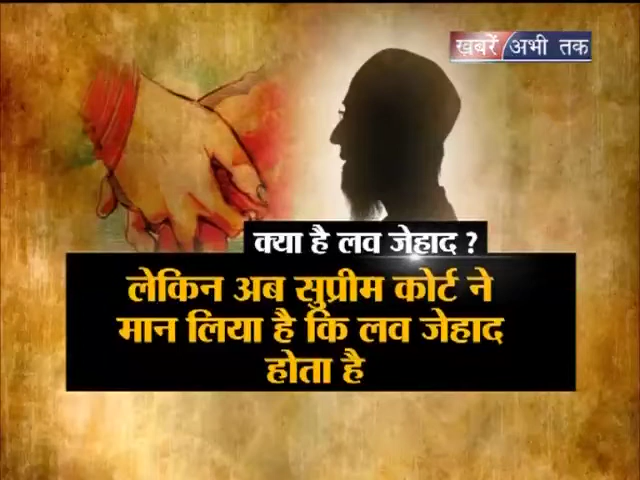 खबरें अभी तक
क्या है लव जेहाद ?
लेकिन अब सुप्रीम कोर्ट ने
मान लिया है कि लव जेहाद
होता है